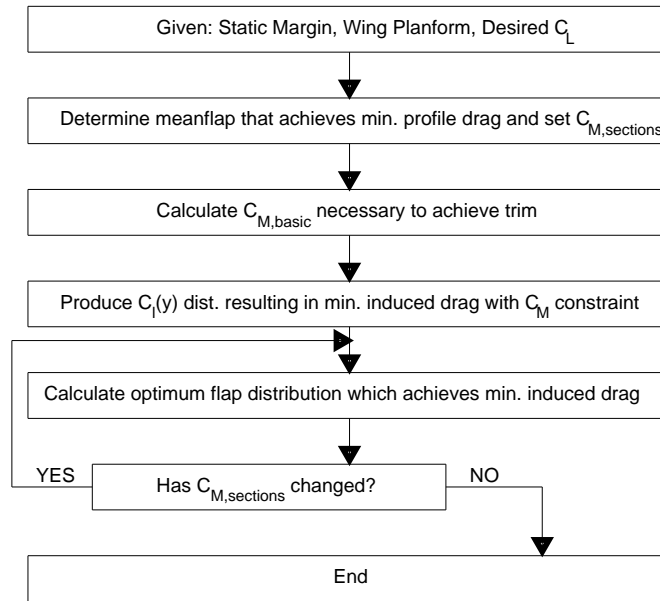 Given: Static Margin, Wing Planform, Desired C_L
Determine meanflap that achieves min. profile drag and set C_M,sections
Calculate C_M,basic necessary to achieve trim
Produce C_l(y) dist. resulting in min. induced drag with C_M constraint
Calculate optimum flap distribution which achieves min. induced drag
YES
Has C_M,sections changed?
NO
End